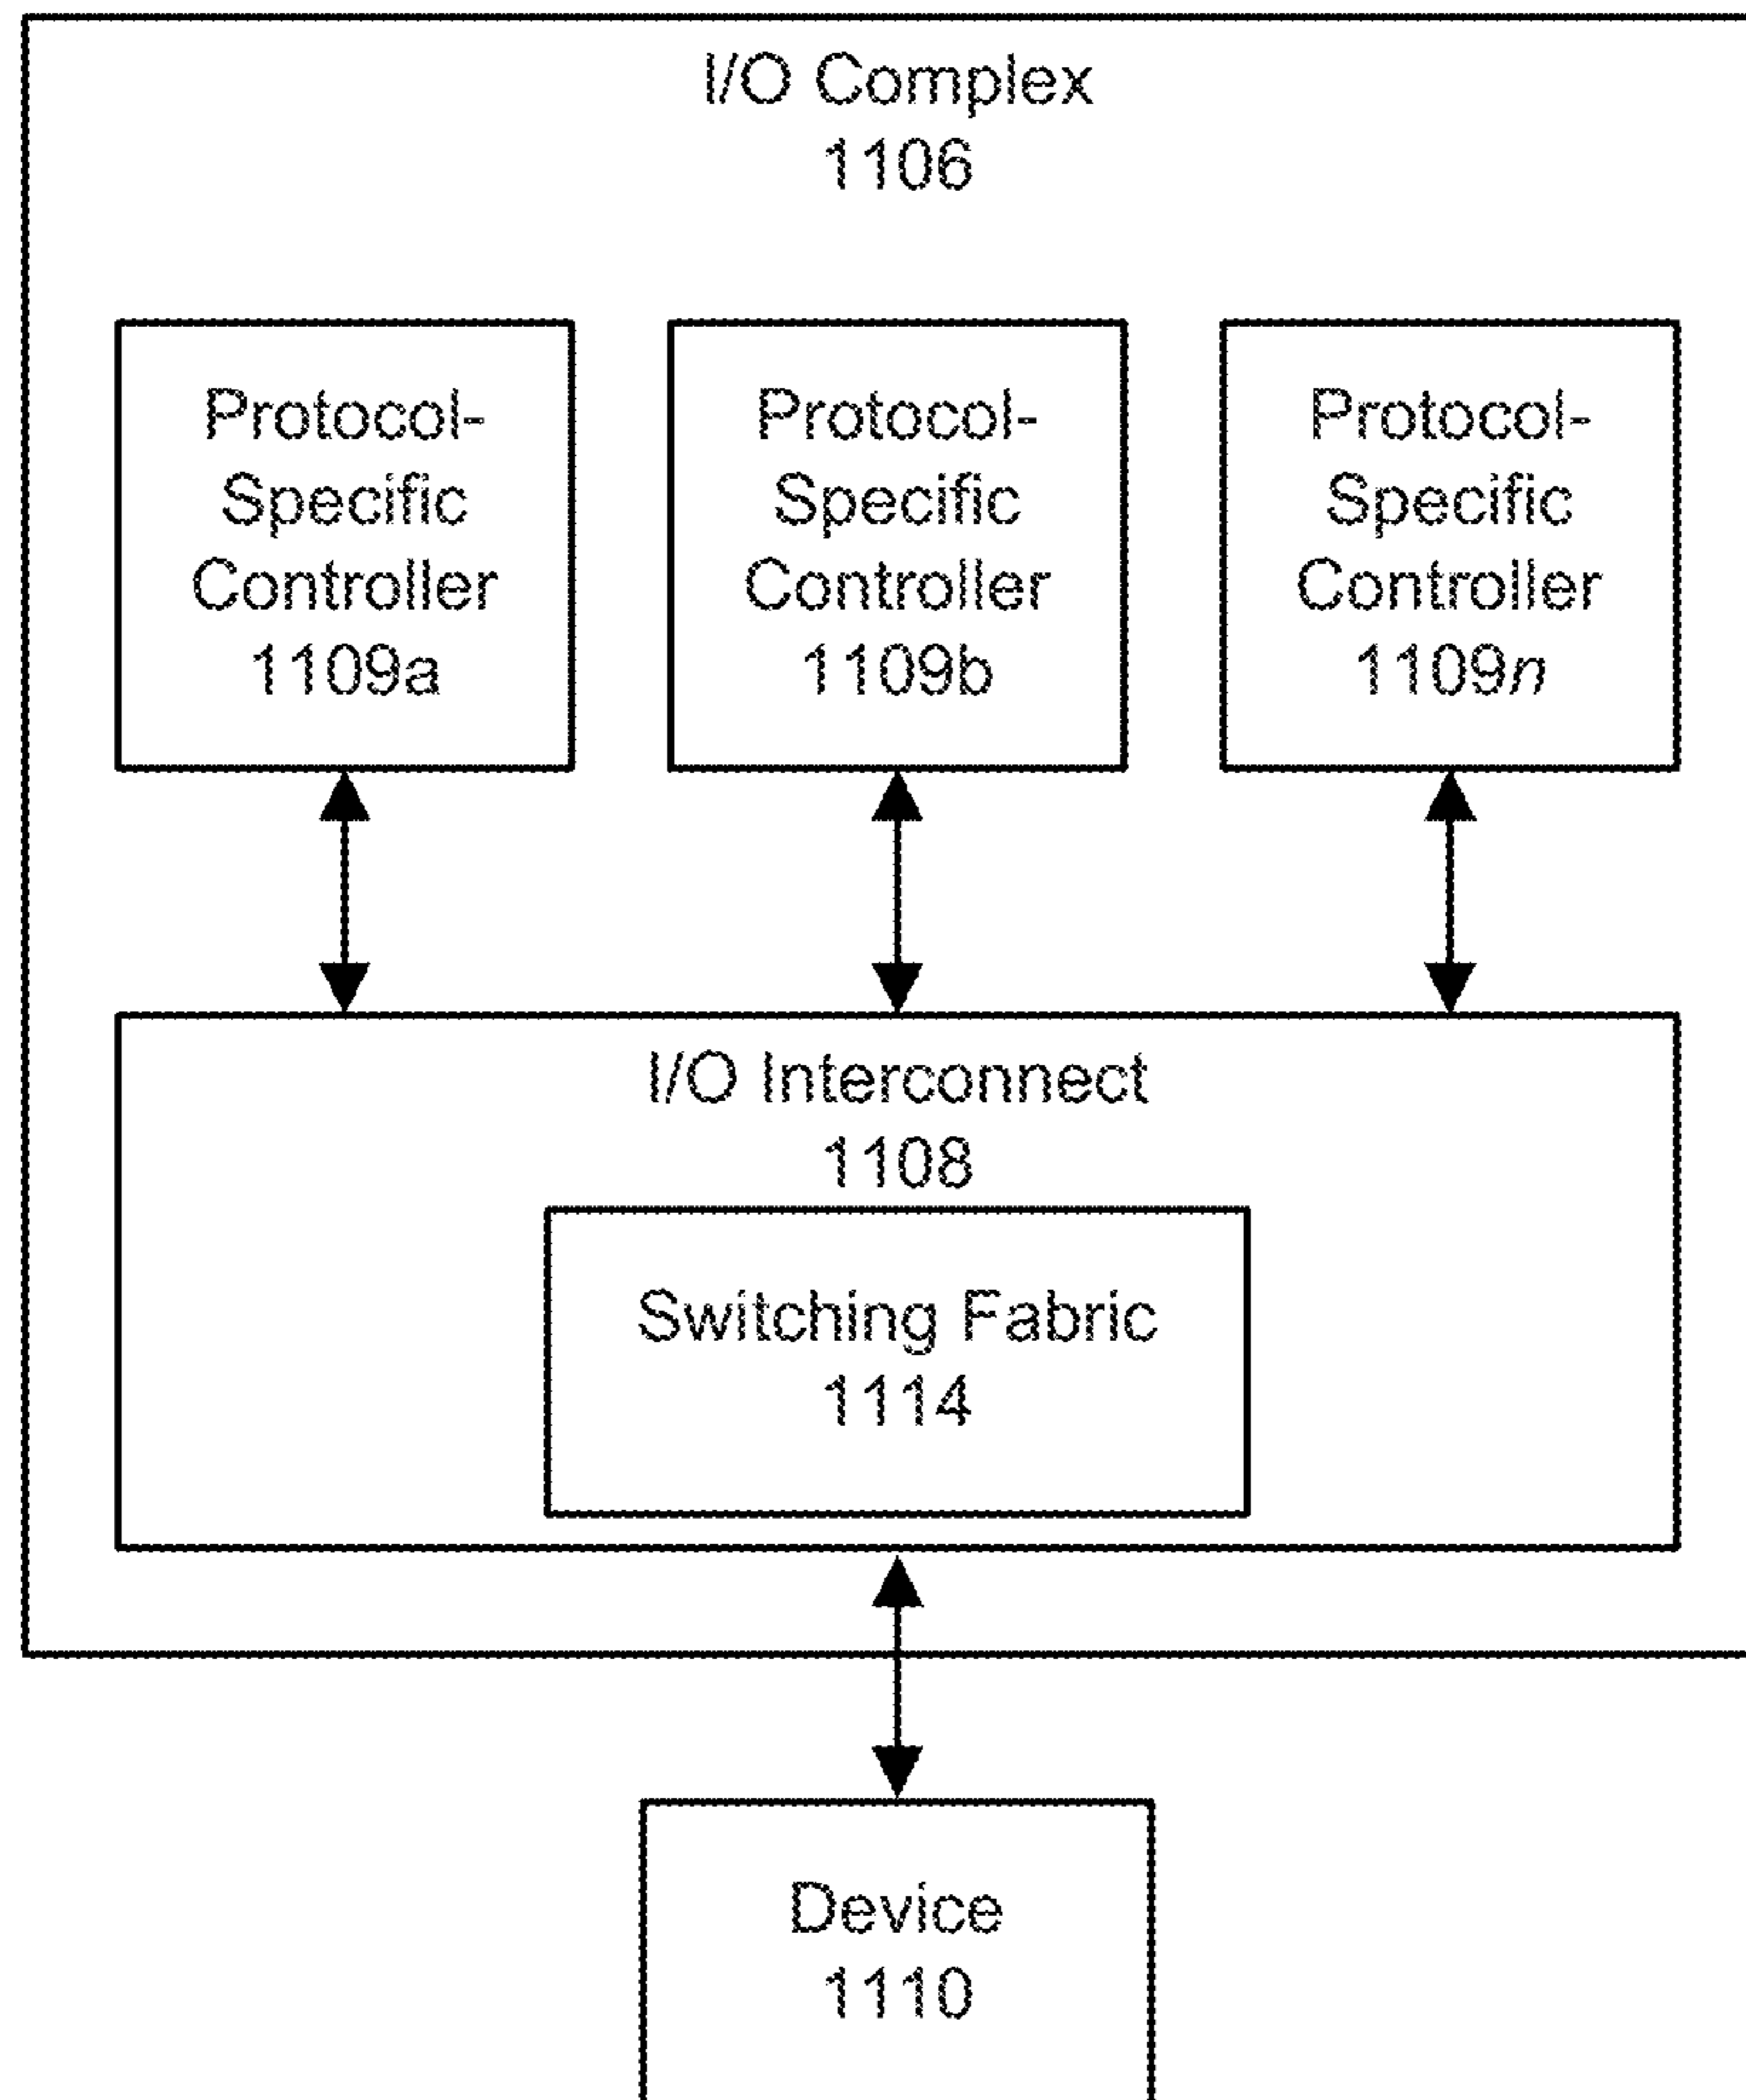 I/O Complex
1106
Protocol-
Specific
Controller
1109a
Protocol-
Specific
Controller
1109b
Protocol-
Specific
Controller
1109n
I/O Interconnect
1108
Switching Fabric
1114
Device
1110